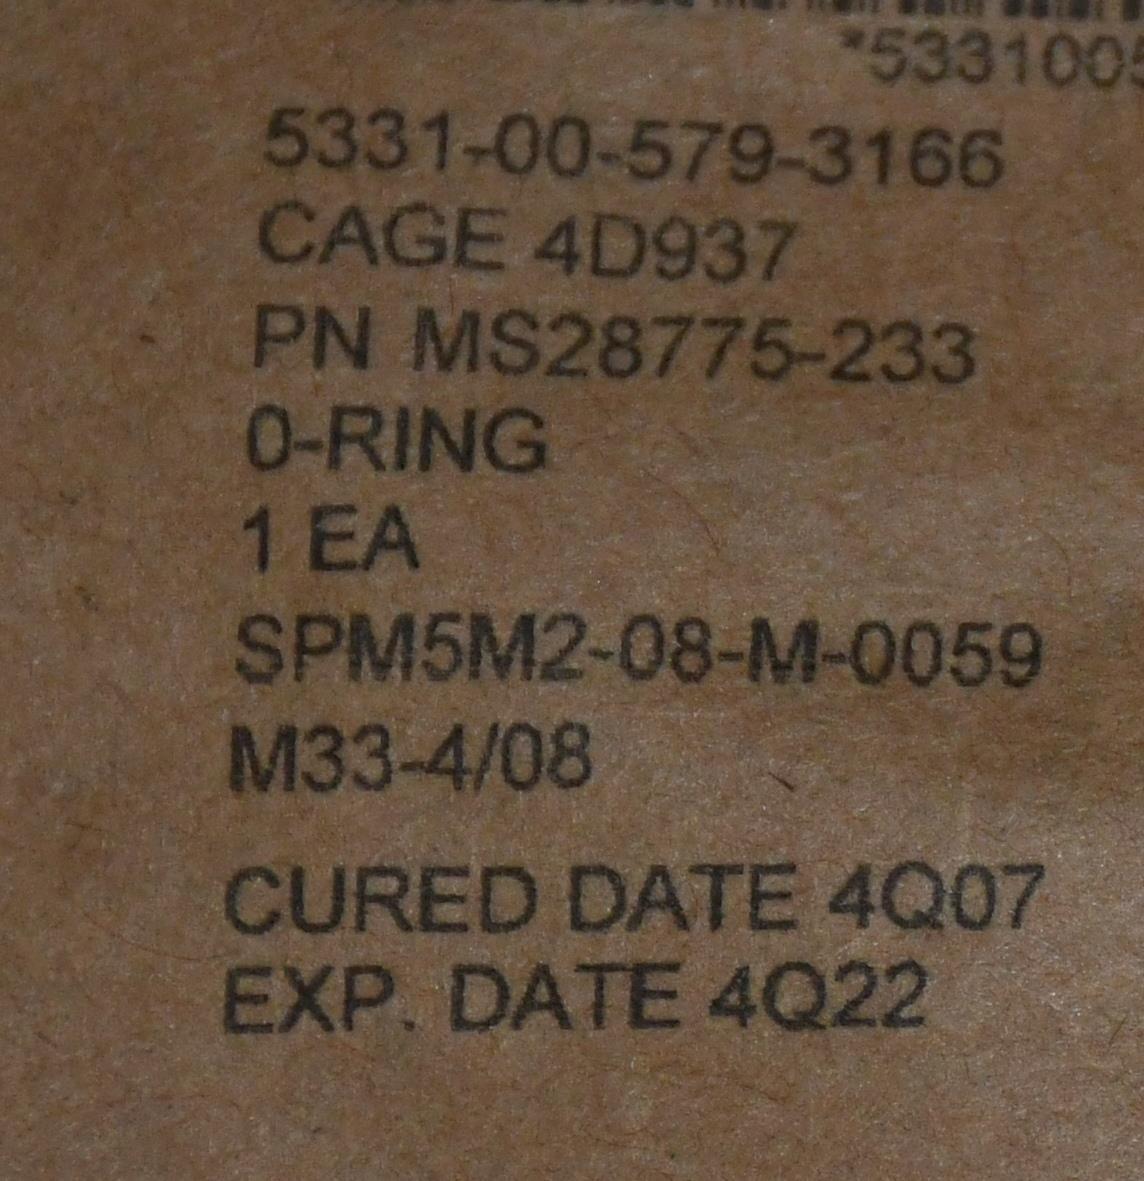 *5331005
5331-00-579-3166
CAGE 4D937
PN MS28775-233
0-RING
1 EA
SPM5M2-08-M-0059
M33-4/08
CURED DATE 4Q07
EXP. DATE 4Q22